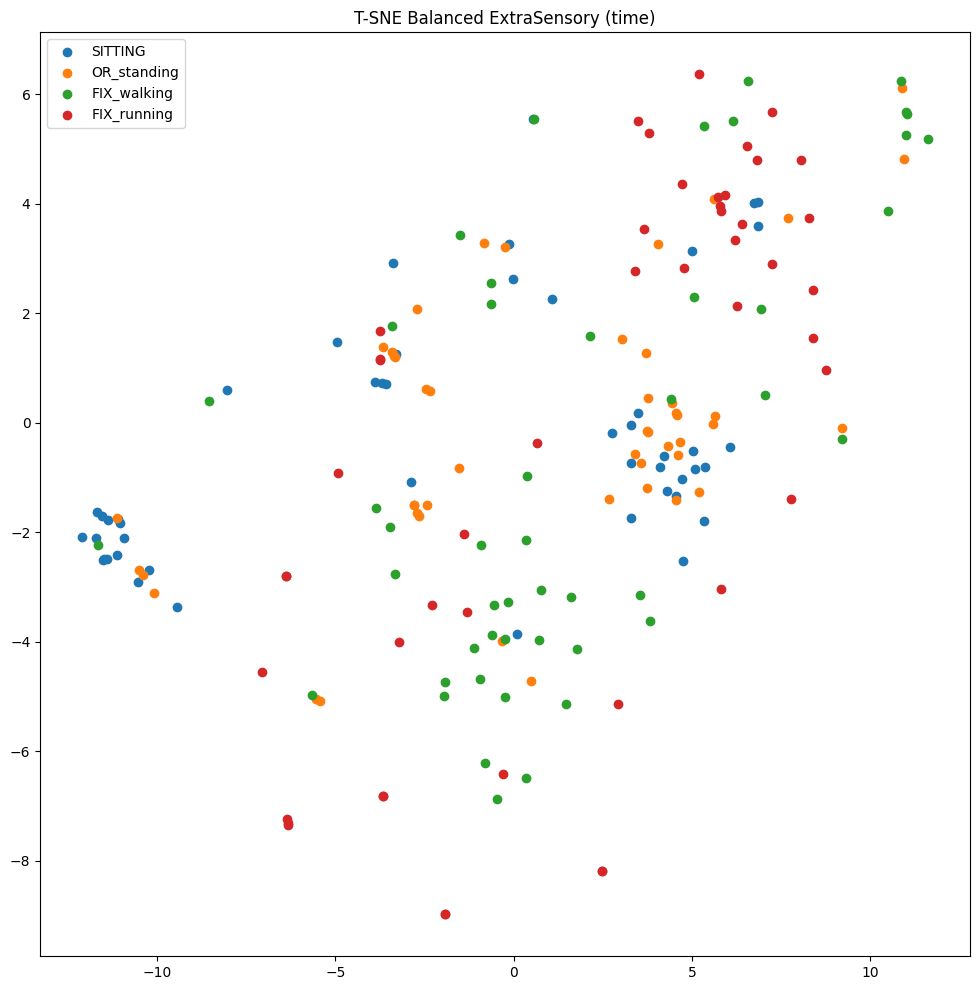 T-SNE Balanced ExtraSensory (time)
SITTING
OR_standing
FIX_walking
FIX_running
6
4
2
0
−2
−4
−6
−8
−10 −5 0 5 10